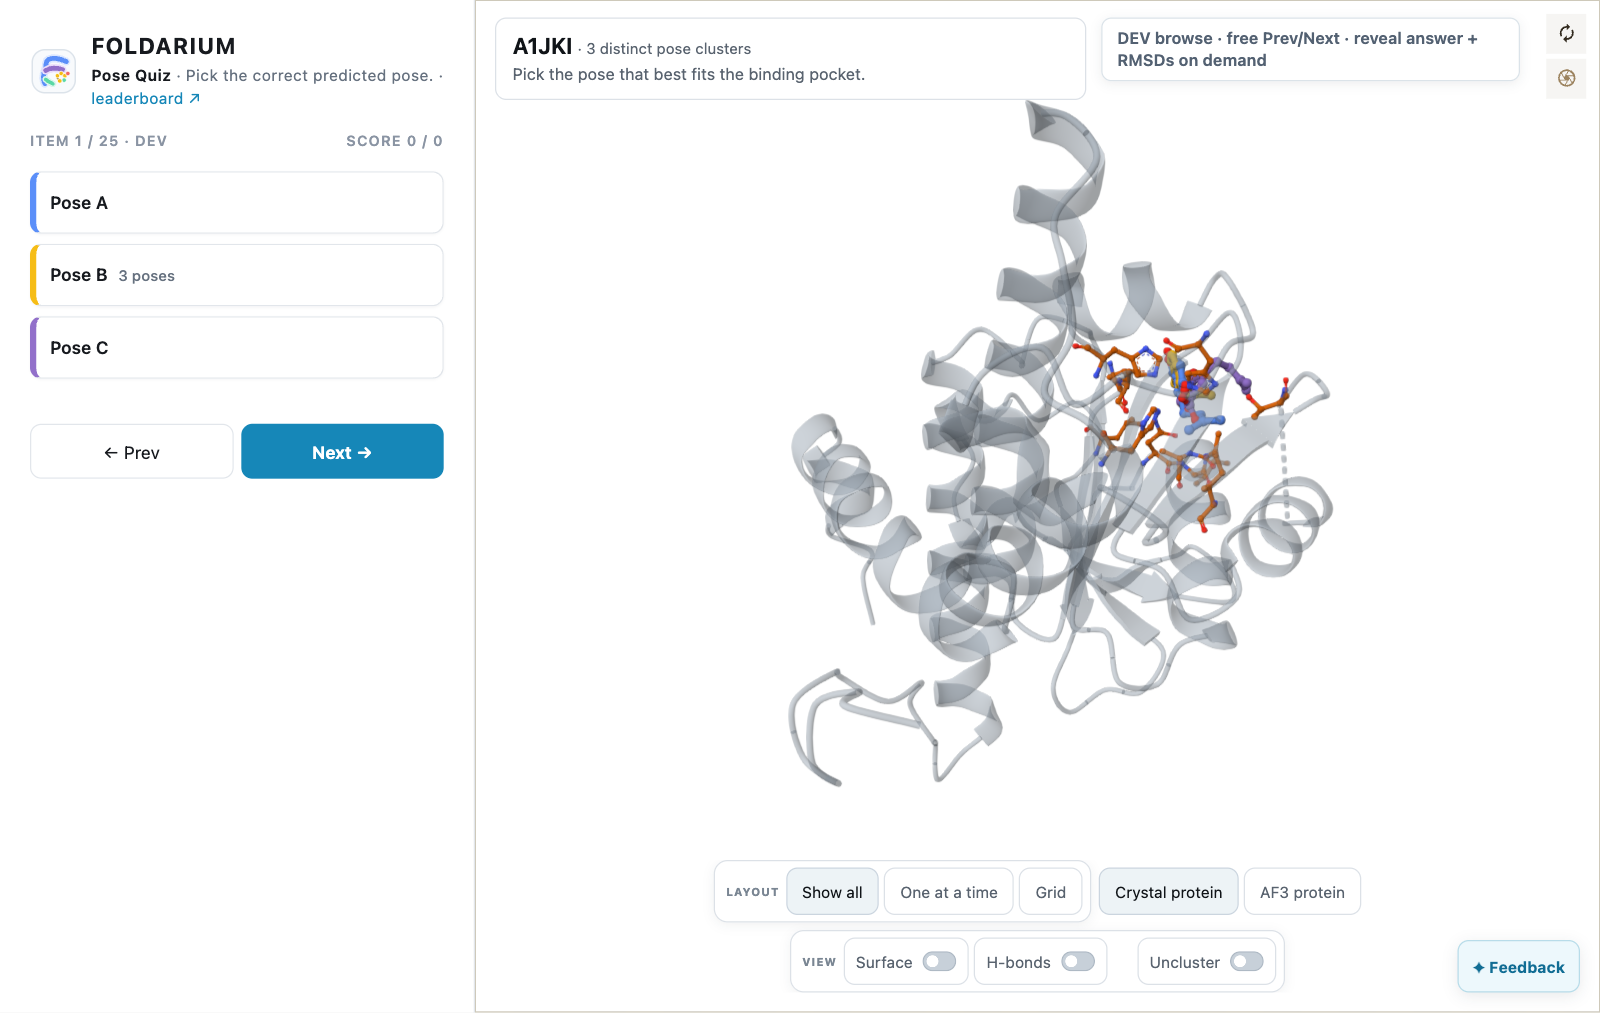 FOLDARIUM
Pose Quiz · Pick the correct predicted pose. ·
leaderboard ↗
ITEM 1 / 25 · DEV
SCORE 0 / 0
Pose A
Pose B 3 poses
Pose C
← Prev
Next →
A1JKI · 3 distinct pose clusters
Pick the pose that best fits the binding pocket.
DEV browse · free Prev/Next · reveal answer +
RMSDs on demand
LAYOUT Show all One at a time Grid Crystal protein AF3 protein
VIEW Surface H-bonds Uncluster
✦ Feedback